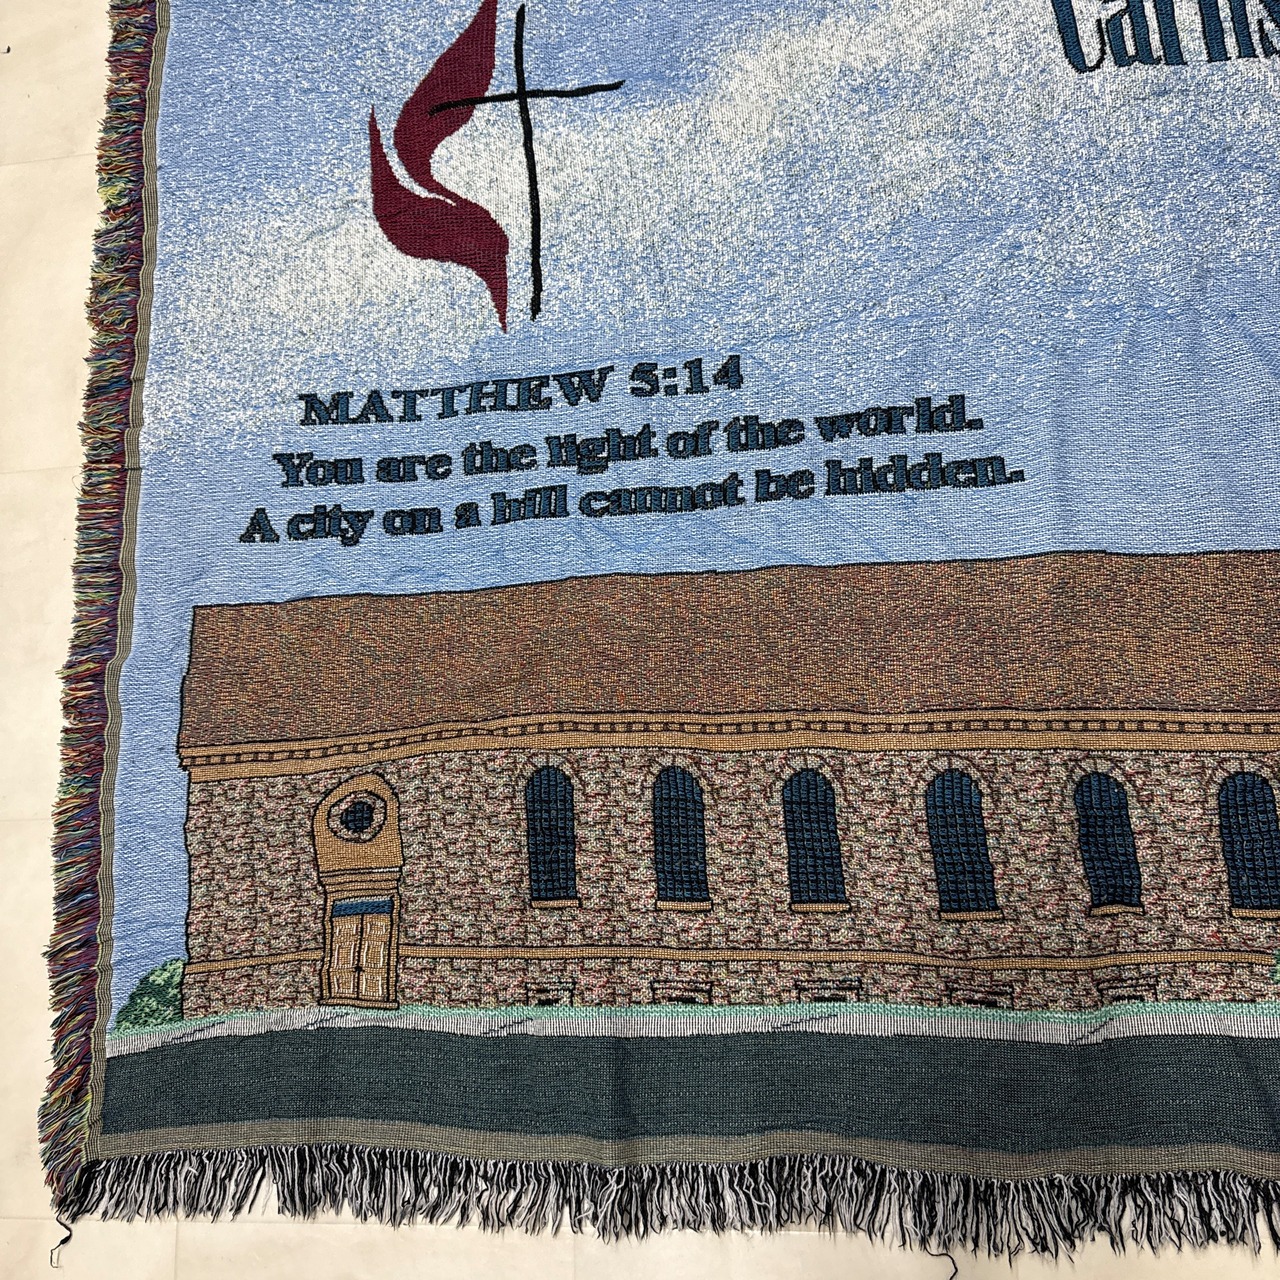 MATTHEW 5:14
You are the light of the world.
A city on a hill cannot be hidden.